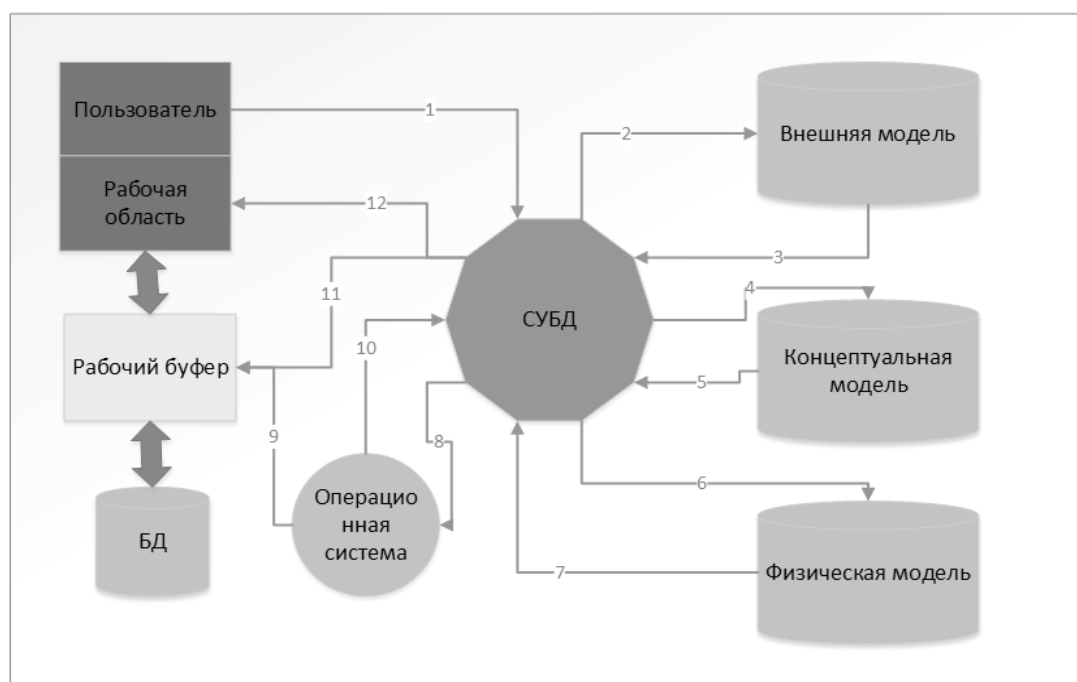 Пользователь
1
2
Внешняя модель
Рабочая
область
12
3
11
СУБД
4
10
Рабочий буфер
Концептуальная
модель
5
9
8
6
Операцио
нная
система
БД
7
Физическая модель